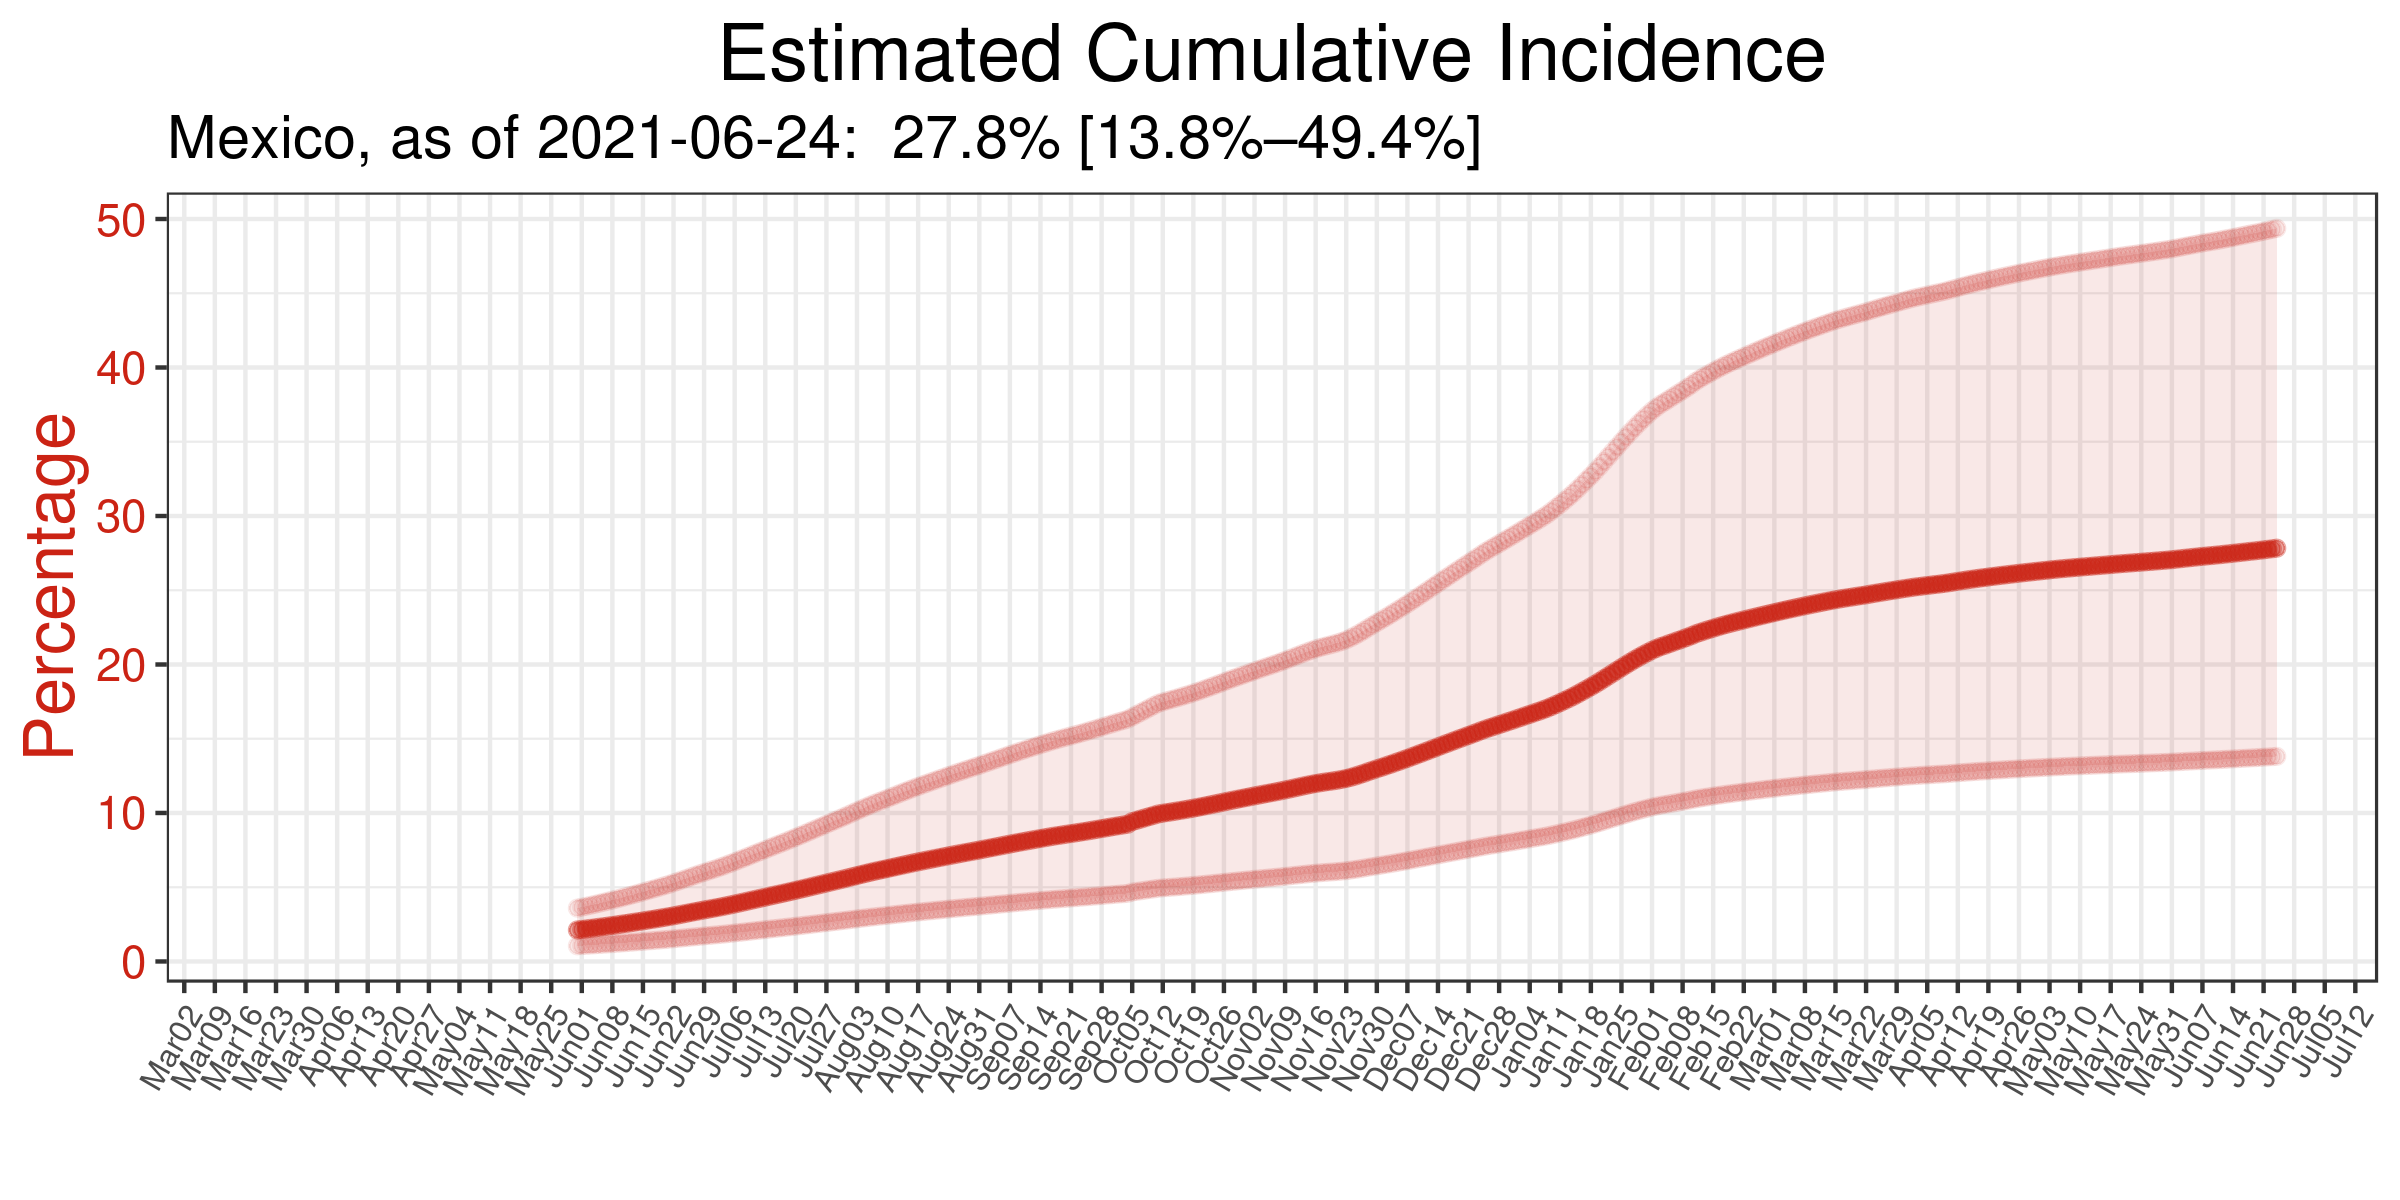 Estimated Cumulative Incidence
Mexico, as of 2021-06-24:  27.8% [13.8%–49.4%]
Percentage
50
40
30
20
10
0
Mar02 Mar09 Mar16 Mar23 Mar30 Apr06 Apr13 Apr20 Apr27 May04 May11 May18 May25 Jun01 Jun08 Jun15 Jun22 Jun29 Jul06 Jul13 Jul20 Jul27 Aug03 Aug10 Aug17 Aug24 Aug31 Sep07 Sep14 Sep21 Sep28 Oct05 Oct12 Oct19 Oct26 Nov02 Nov09 Nov16 Nov23 Nov30 Dec07 Dec14 Dec21 Dec28 Jan04 Jan11 Jan18 Jan25 Feb01 Feb08 Feb15 Feb22 Mar01 Mar08 Mar15 Mar22 Mar29 Apr05 Apr12 Apr19 Apr26 May03 May10 May17 May24 May31 Jun07 Jun14 Jun21 Jun28 Jul05 Jul12